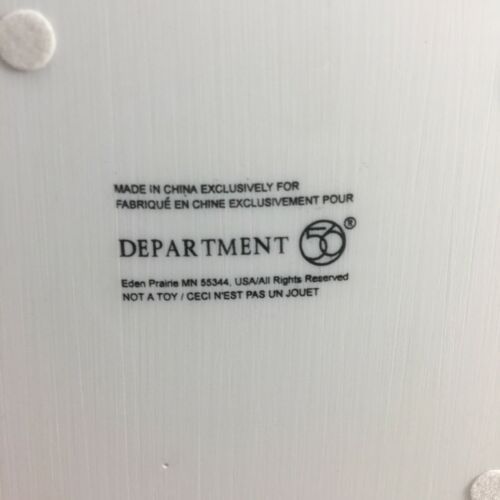 MADE IN CHINA EXCLUSIVELY FOR
FABRIQUÉ EN CHINE EXCLUSIVEMENT POUR
DEPARTMENT 56®
Eden Prairie MN 55344, USA/All Rights Reserved
NOT A TOY / CECI N'EST PAS UN JOUET